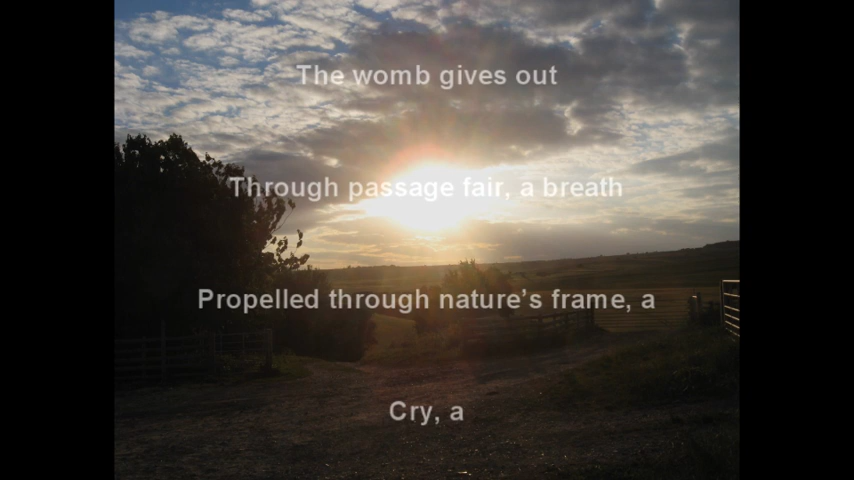 The womb gives out
Through passage fair, a breath
Propelled through nature’s frame, a
Cry, a